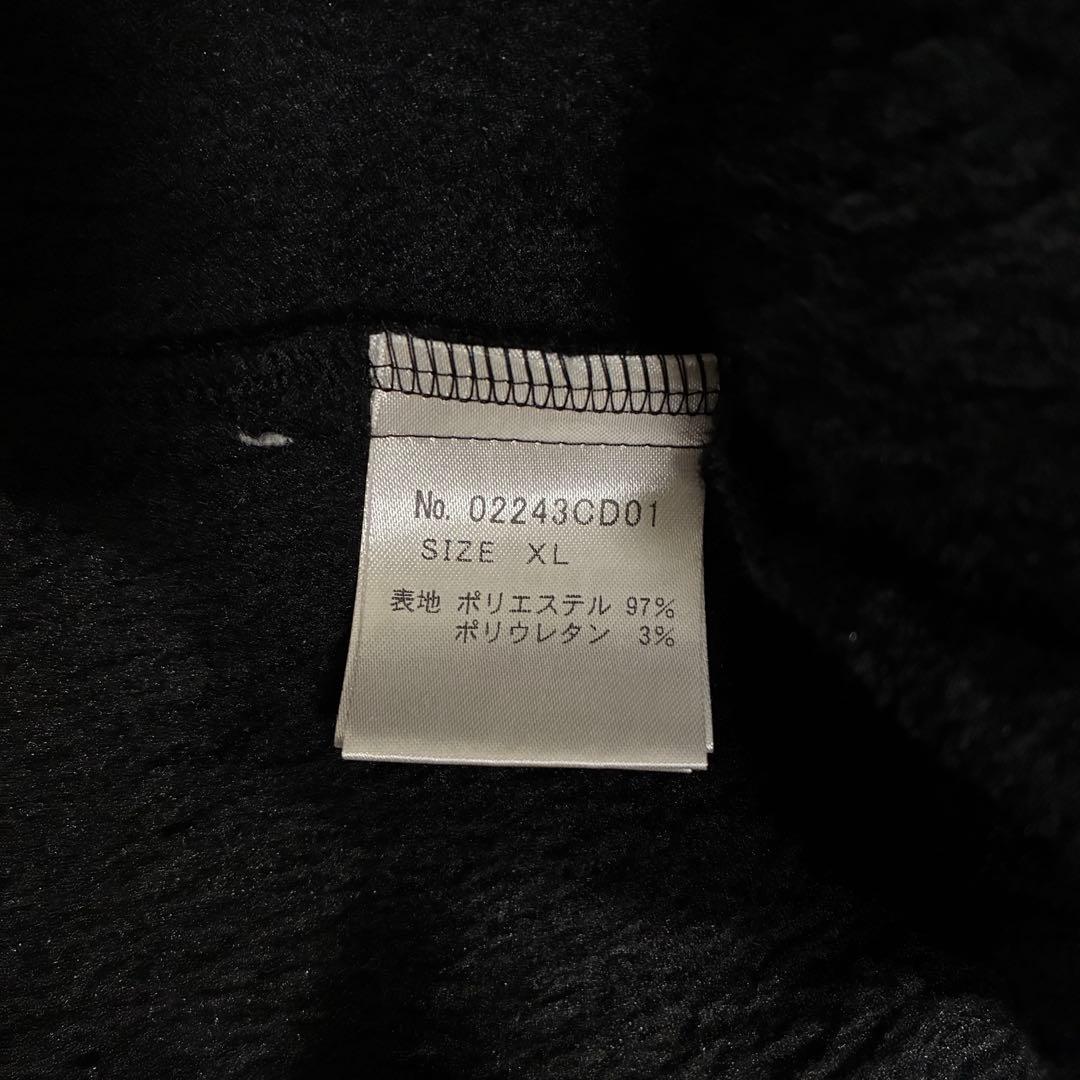 No. 02243CD01
SIZE XL
表地 ポリエステル 97%
ポリウレタン 3%